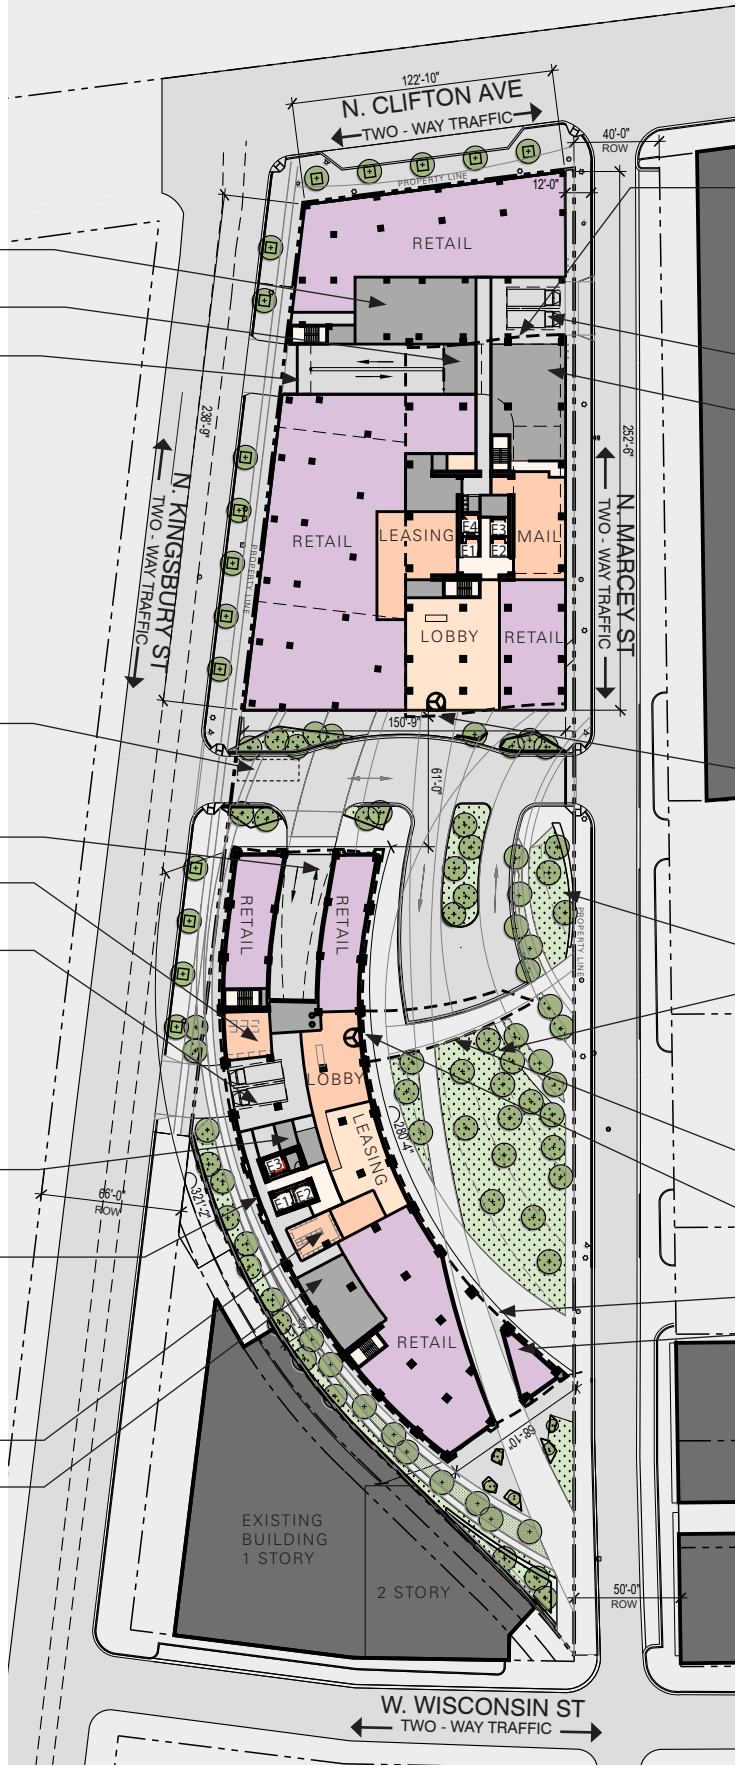 122'-10"
N. CLIFTON AVE
TWO - WAY TRAFFIC
40'-0"
ROW
PROPERTY LINE
12'-0"
RETAIL
238'-9"
252'-6"
N. KINGSBURY ST
TWO - WAY TRAFFIC
N. MARCEY ST
TWO - WAY TRAFFIC
PROPERTY LINE
RETAIL
LEASING
E4
E3
E1
E2
MAIL
LOBBY
RETAIL
150'-9"
61'-0"
RETAIL
RETAIL
PROPERTY LINE
LOBBY
LEASING
280'-4"
E3
E1
E2
66'-0"
ROW
321'-2"
RETAIL
68'-10"
EXISTING
BUILDING
1 STORY
2 STORY
50'-0"
ROW
W. WISCONSIN ST
TWO - WAY TRAFFIC